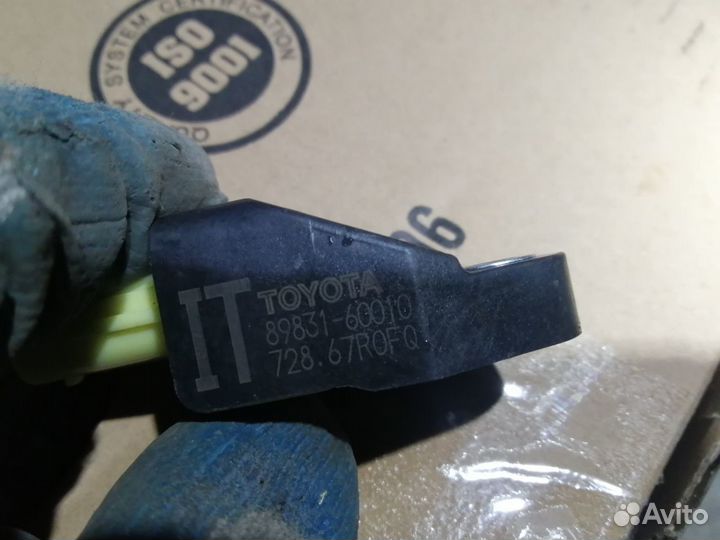 SYSTEM CERTIFICATION
ISO
9001
IT
TOYOTA
89831-60010
728.67R0FQ
Avito